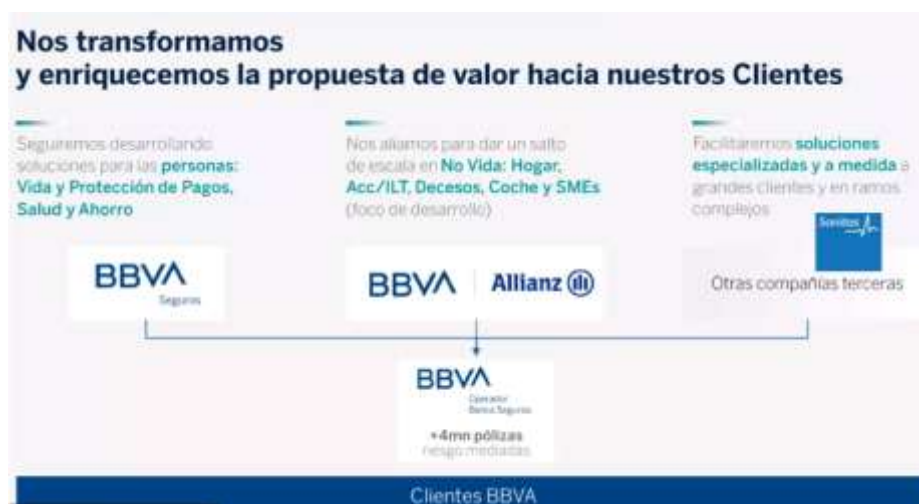 Nos transformamos
y enriquecemos la propuesta de valor hacia nuestros Clientes
Seguiremos desarrollando
soluciones para las personas:
Vida y Protección de Pagos,
Salud y Ahorro
Nos aliamos para dar un salto
de escala en No Vida: Hogar,
Acc/ILT, Decesos, Coche y SMEs
(foco de desarrollo)
Facilitaremos soluciones
especializadas y a medida a
grandes clientes y en ramos
complejos
BBVA
Seguros
BBVA Allianz
Sanitas
Otras compañías terceras
BBVA
Operador
Banca Seguros
+4mn pólizas
riesgo mediadas
Clientes BBVA